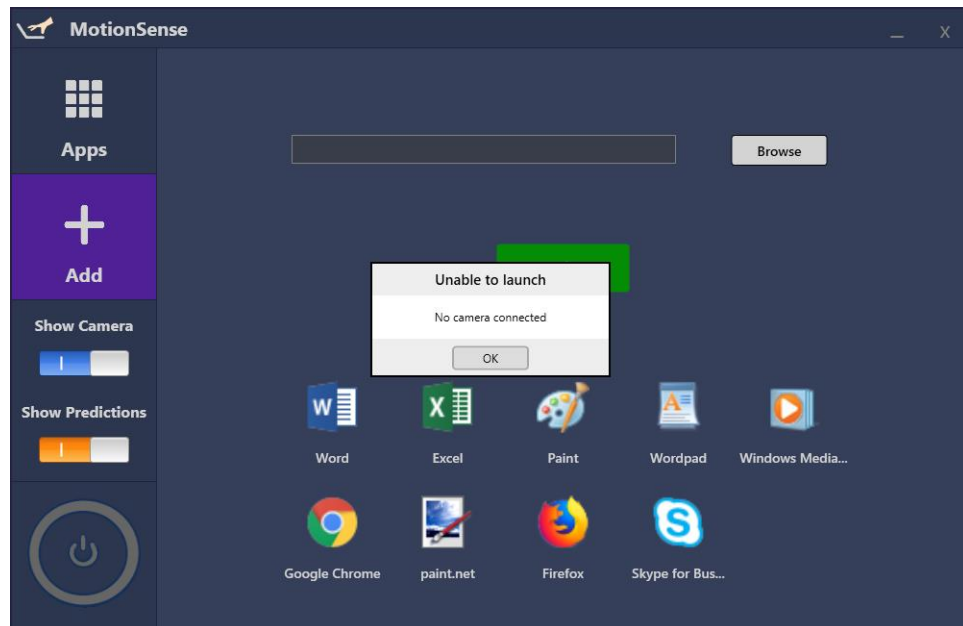 MotionSense
_ X
Apps
Browse
Add
Unable to launch
No camera connected
OK
Show Camera
I
Show Predictions
I
Word Excel Paint Wordpad Windows Media...
Google Chrome paint.net Firefox Skype for Bus...